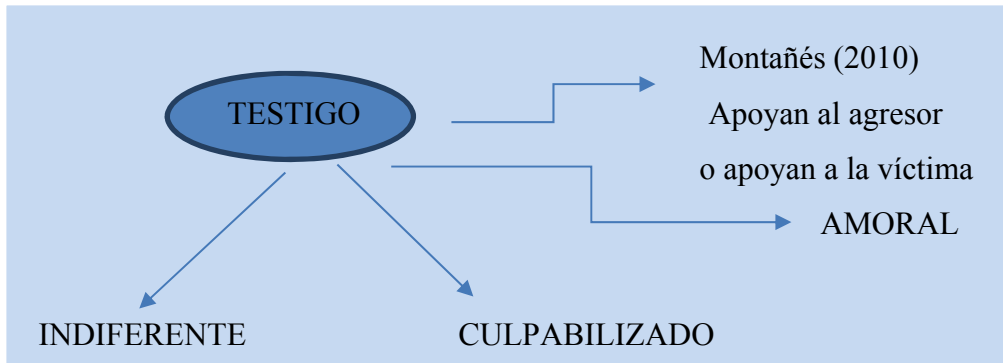 Montañés (2010)
TESTIGO
Apoyan al agresor
o apoyan a la víctima
AMORAL
INDIFERENTE
CULPABILIZADO